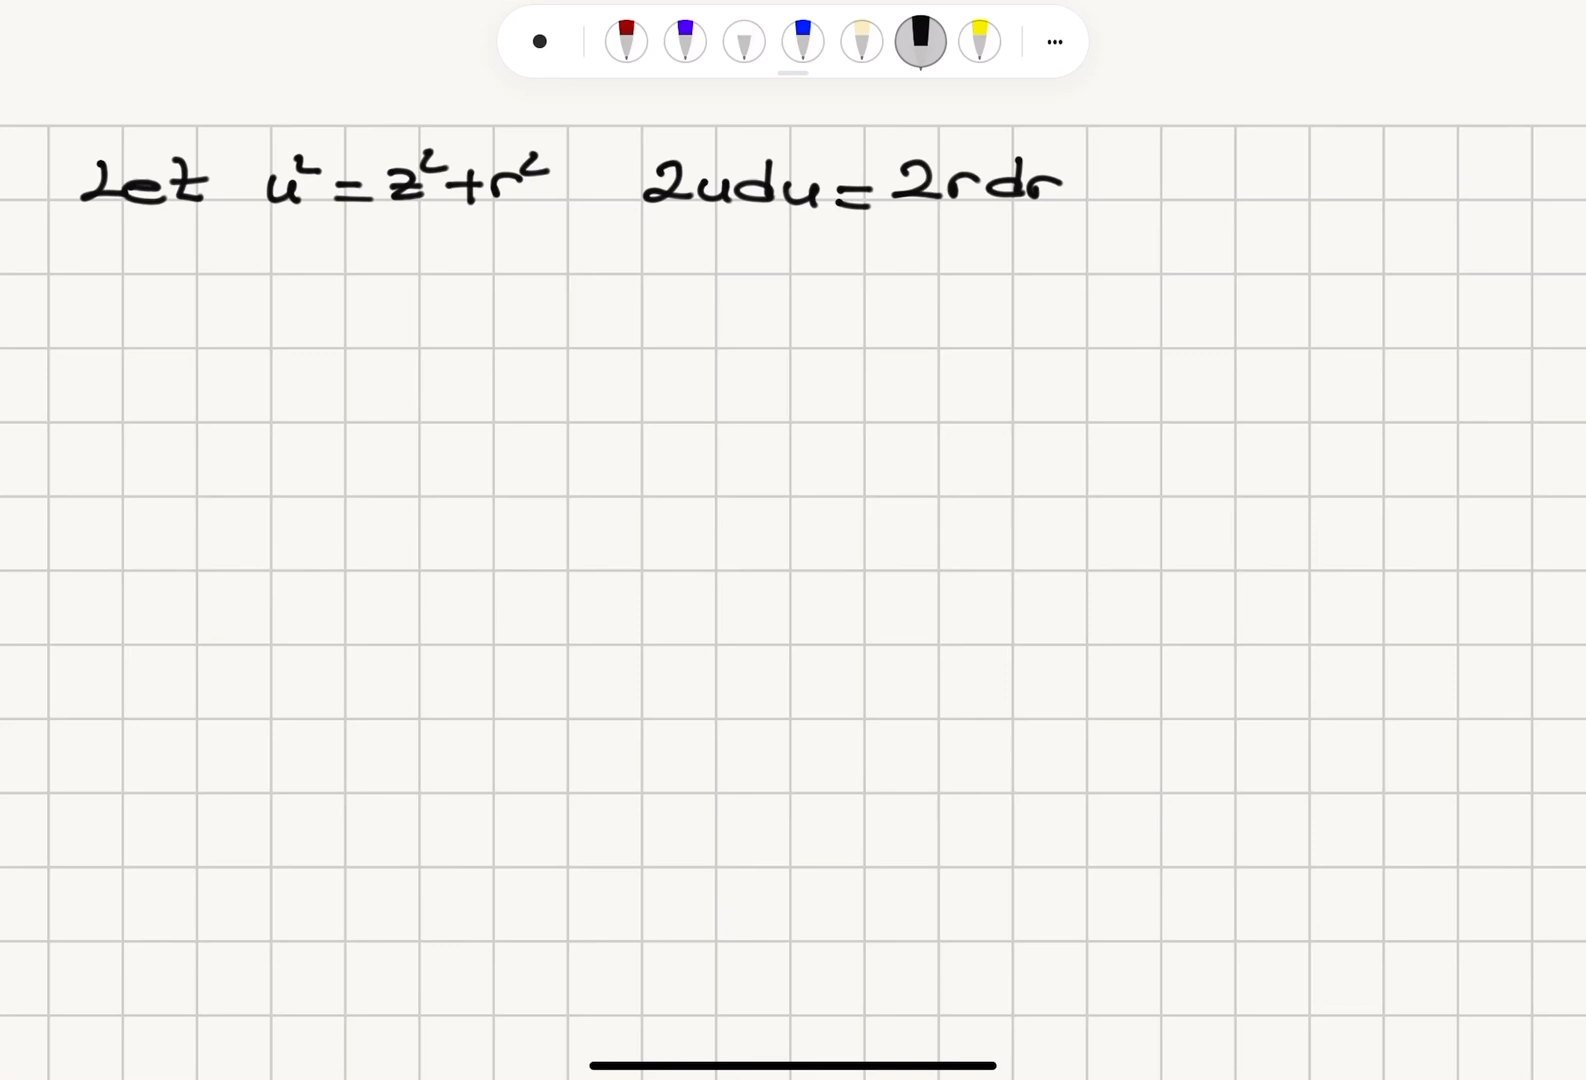 Let u² = z² + r² 2udu = 2rdr